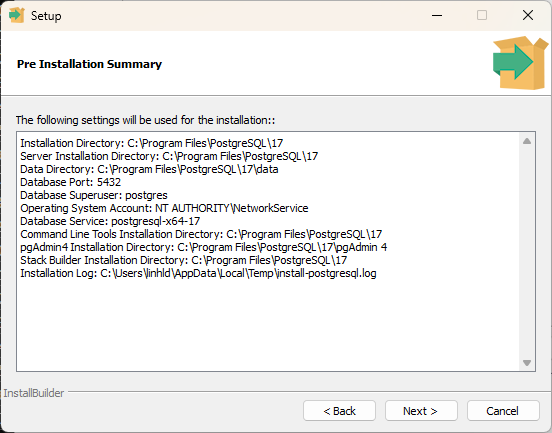 Setup
Pre Installation Summary
The following settings will be used for the installation::
Installation Directory: C:\Program Files\PostgreSQL\17
Server Installation Directory: C:\Program Files\PostgreSQL\17
Data Directory: C:\Program Files\PostgreSQL\17\data
Database Port: 5432
Database Superuser: postgres
Operating System Account: NT AUTHORITY\NetworkService
Database Service: postgresql-x64-17
Command Line Tools Installation Directory: C:\Program Files\PostgreSQL\17
pgAdmin4 Installation Directory: C:\Program Files\PostgreSQL\17\pgAdmin 4
Stack Builder Installation Directory: C:\Program Files\PostgreSQL\17
Installation Log: C:\Users\linhld\AppData\Local\Temp\install-postgresql.log
InstallBuilder
< Back Next > Cancel